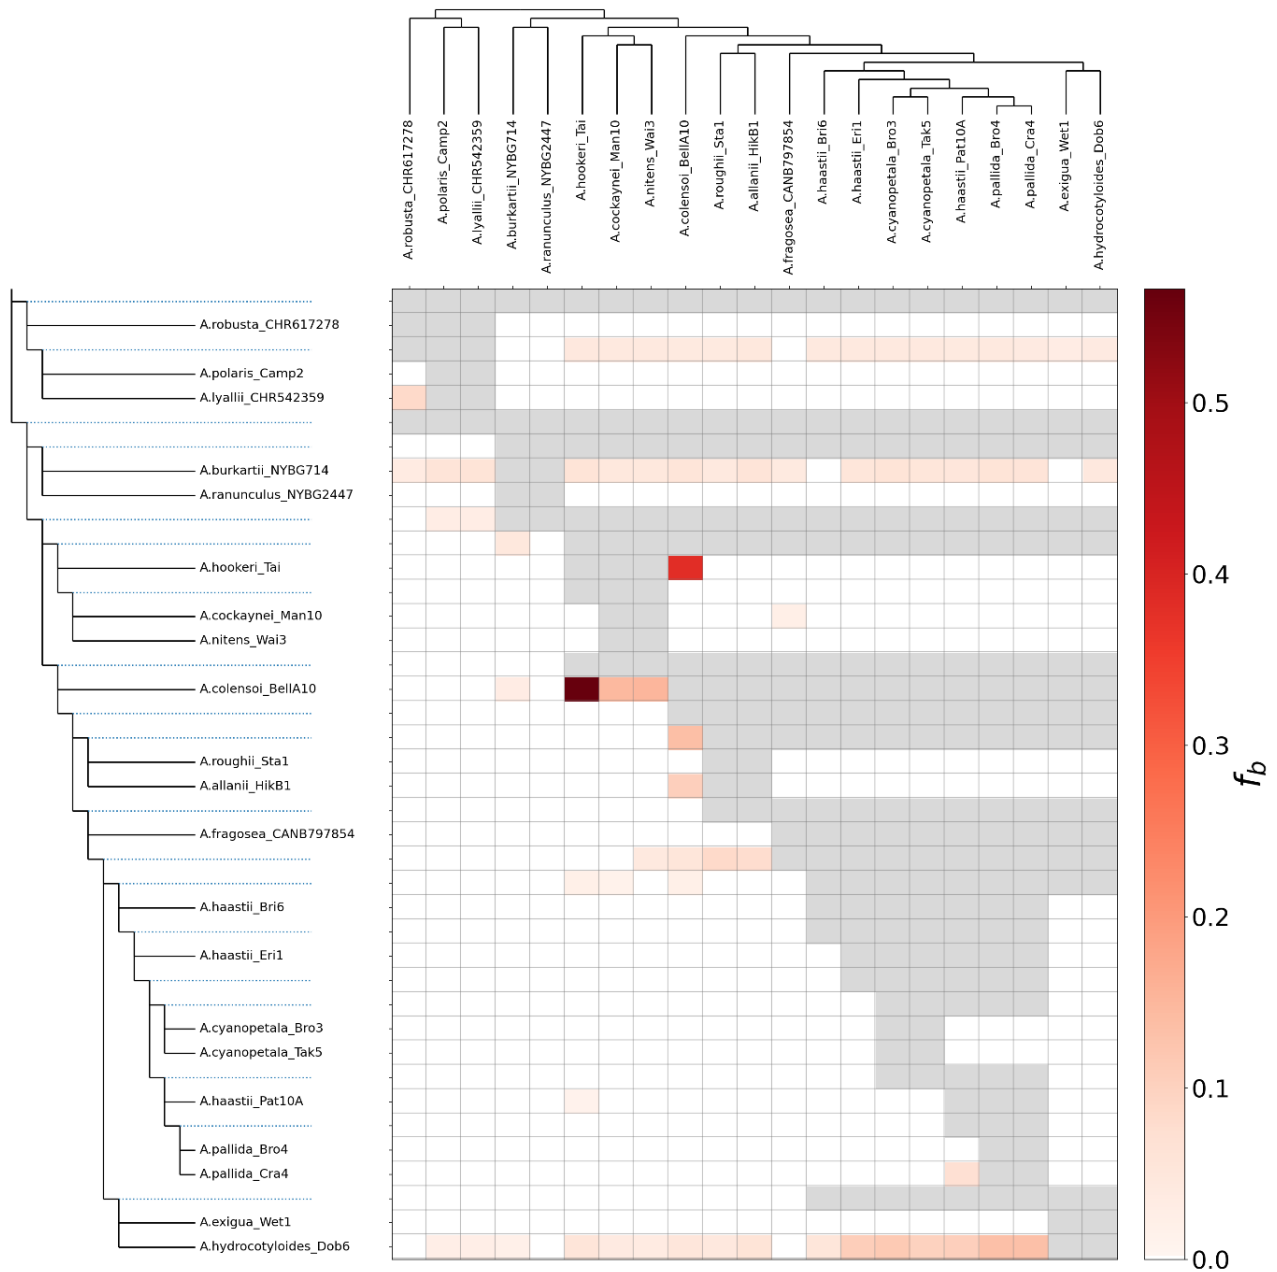 A.robusta_CHR617278
A.polaris_Camp2
A.lyallii_CHR542359
A.burkartii_NYBG714
A.ranunculus_NYBG2447
A.hookeri_Tai
A.cockaynei_Man10
A.nitens_Wai3
A.colensoi_BellA10
A.roughii_Sta1
A.allanii_HikB1
A.fragosea_CANB797854
A.haastii_Bri6
A.haastii_Eri1
A.cyanopetala_Bro3
A.cyanopetala_Tak5
A.haastii_Pat10A
A.pallida_Bro4
A.pallida_Cra4
A.exigua_Wet1
A.hydrocotyloides_Dob6
A.robusta_CHR617278
A.polaris_Camp2
A.lyallii_CHR542359
A.burkartii_NYBG714
A.ranunculus_NYBG2447
A.hookeri_Tai
A.cockaynei_Man10
A.nitens_Wai3
A.colensoi_BellA10
A.roughii_Sta1
A.allanii_HikB1
A.fragosea_CANB797854
A.haastii_Bri6
A.haastii_Eri1
A.cyanopetala_Bro3
A.cyanopetala_Tak5
A.haastii_Pat10A
A.pallida_Bro4
A.pallida_Cra4
A.exigua_Wet1
A.hydrocotyloides_Dob6
0.5
0.4
0.3
0.2
0.1
0.0
f_b